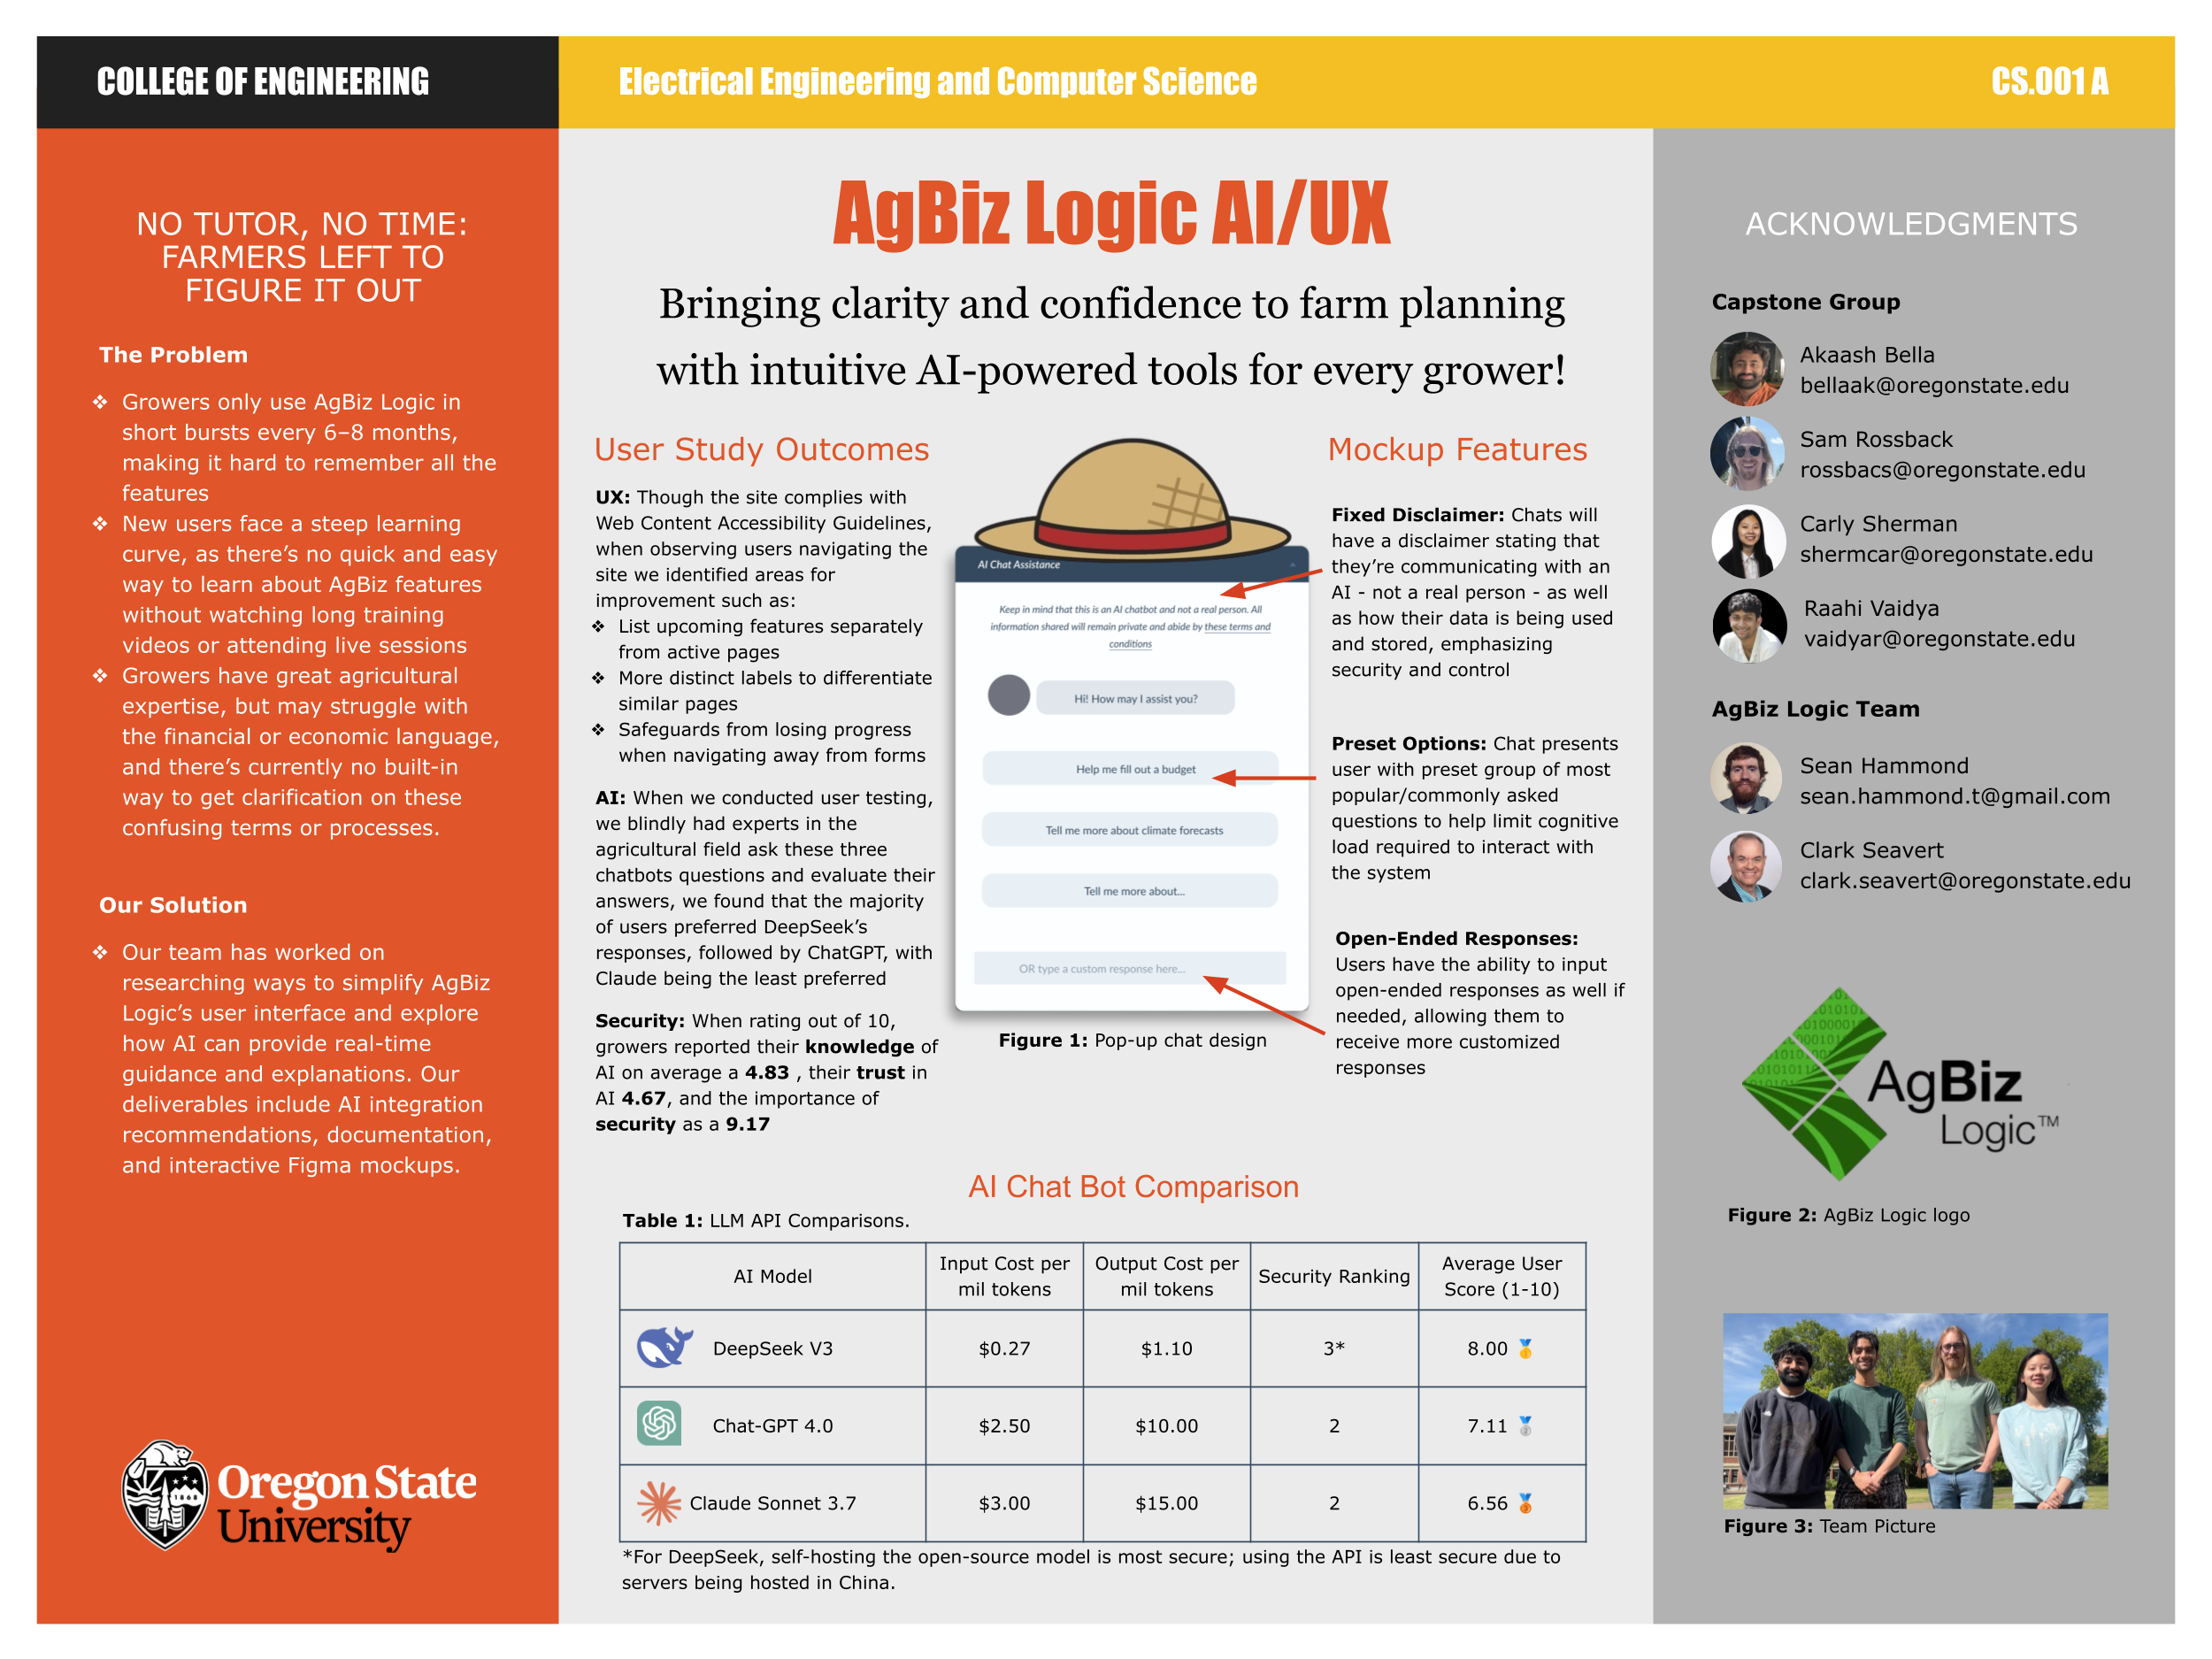 COLLEGE OF ENGINEERING
Electrical Engineering and Computer Science
CS.001 A
NO TUTOR, NO TIME:
FARMERS LEFT TO
FIGURE IT OUT
The Problem
❖ Growers only use AgBiz Logic in
short bursts every 6–8 months,
making it hard to remember all the
features
❖ New users face a steep learning
curve, as there’s no quick and easy
way to learn about AgBiz features
without watching long training
videos or attending live sessions
❖ Growers have great agricultural
expertise, but may struggle with
the financial or economic language,
and there’s currently no built-in
way to get clarification on these
confusing terms or processes.
Our Solution
❖ Our team has worked on
researching ways to simplify AgBiz
Logic’s user interface and explore
how AI can provide real-time
guidance and explanations. Our
deliverables include AI integration
recommendations, documentation,
and interactive Figma mockups.
Oregon State
University
AgBiz Logic AI/UX
Bringing clarity and confidence to farm planning
with intuitive AI-powered tools for every grower!
User Study Outcomes
UX: Though the site complies with
Web Content Accessibility Guidelines,
when observing users navigating the
site we identified areas for
improvement such as:
❖ List upcoming features separately
from active pages
❖ More distinct labels to differentiate
similar pages
❖ Safeguards from losing progress
when navigating away from forms
AI: When we conducted user testing,
we blindly had experts in the
agricultural field ask these three
chatbots questions and evaluate their
answers, we found that the majority
of users preferred DeepSeek’s
responses, followed by ChatGPT, with
Claude being the least preferred
Security: When rating out of 10,
growers reported their knowledge of
AI on average a 4.83 , their trust in
AI 4.67, and the importance of
security as a 9.17
AI Chat Assistance
Keep in mind that this is an AI chatbot and not a real person. All
information shared will remain private and abide by these terms and
conditions
Hi! How may I assist you?
Help me fill out a budget
Tell me more about climate forecasts
Tell me more about...
OR type a custom response here...
Figure 1: Pop-up chat design
Mockup Features
Fixed Disclaimer: Chats will
have a disclaimer stating that
they’re communicating with an
AI - not a real person - as well
as how their data is being used
and stored, emphasizing
security and control
Preset Options: Chat presents
user with preset group of most
popular/commonly asked
questions to help limit cognitive
load required to interact with
the system
Open-Ended Responses:
Users have the ability to input
open-ended responses as well if
needed, allowing them to
receive more customized
responses
AI Chat Bot Comparison
Table 1: LLM API Comparisons.
AI Model Input Cost per mil tokens Output Cost per mil tokens Security Ranking Average User Score (1-10)
DeepSeek V3 $0.27 $1.10 3* 8.00
Chat-GPT 4.0 $2.50 $10.00 2 7.11
Claude Sonnet 3.7 $3.00 $15.00 2 6.56
*For DeepSeek, self-hosting the open-source model is most secure; using the API is least secure due to
servers being hosted in China.
ACKNOWLEDGMENTS
Capstone Group
Akaash Bella
bellaak@oregonstate.edu
Sam Rossback
rossbacs@oregonstate.edu
Carly Sherman
shermcar@oregonstate.edu
Raahi Vaidya
vaidyar@oregonstate.edu
AgBiz Logic Team
Sean Hammond
sean.hammond.t@gmail.com
Clark Seavert
clark.seavert@oregonstate.edu
AgBiz
Logic™
Figure 2: AgBiz Logic logo
Figure 3: Team Picture